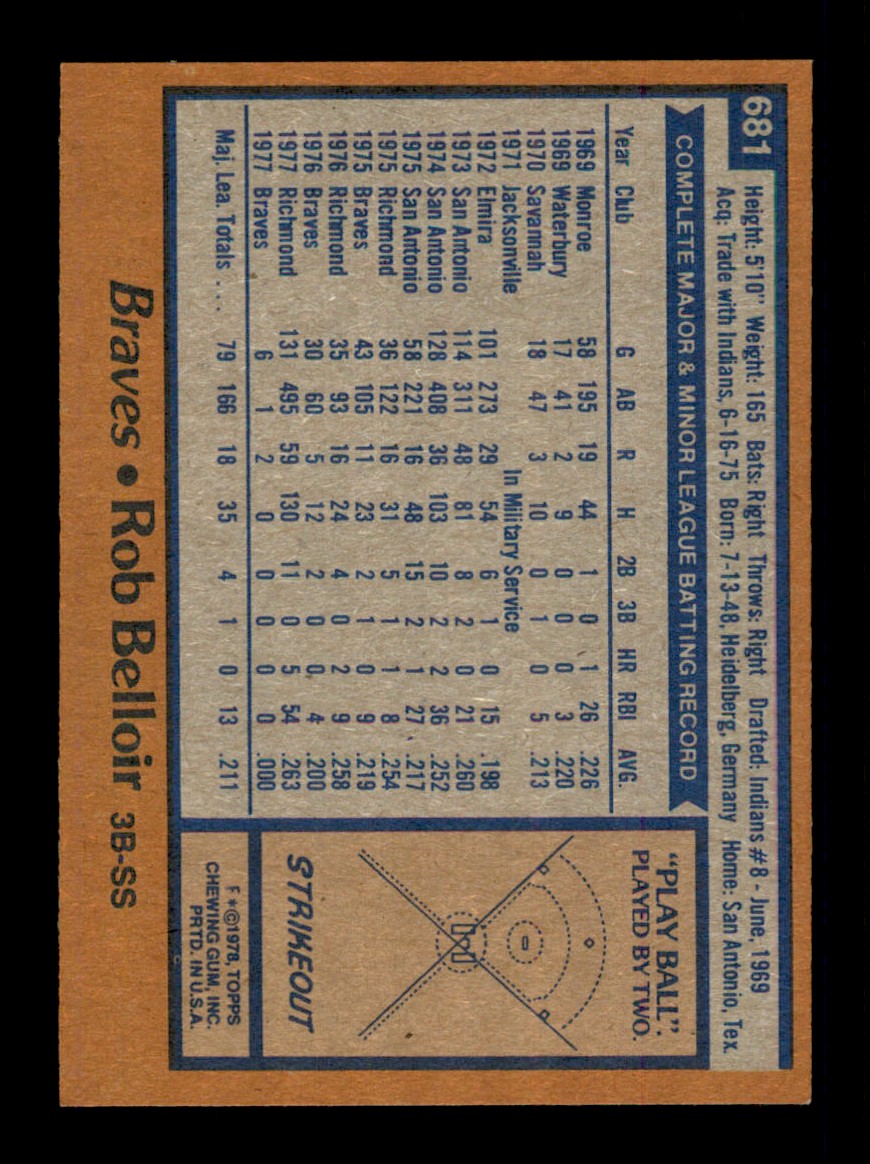 681
Height: 5'10" Weight: 165 Bats: Right Throws: Right Drafted: Indians #8 - June, 1969
Acq: Trade with Indians, 6-16-75 Born: 7-13-48, Heidelberg, Germany Home: San Antonio, Tex.
COMPLETE MAJOR & MINOR LEAGUE BATTING RECORD
Year Club G AB R H 2B 3B HR RBI AVG.
1969 Monroe 58 195 19 44 1 0 1 26 .226
1969 Waterbury 17 41 2 9 0 0 0 3 .220
1970 Savannah 18 47 3 10 0 1 0 5 .213
1971 Jacksonville In Military Service
1972 Elmira 101 273 29 54 6 1 0 15 .198
1973 San Antonio 114 311 48 81 8 2 0 21 .260
1974 San Antonio 128 408 36 103 10 2 2 36 .252
1975 San Antonio 58 221 16 48 15 2 1 27 .217
1975 Richmond 36 122 16 31 5 1 1 8 .254
1975 Braves 43 105 11 23 2 1 0 9 .219
1976 Richmond 35 93 16 24 4 0 2 9 .258
1976 Braves 30 60 5 12 2 0 0 4 .200
1977 Richmond 131 495 59 130 11 0 5 54 .263
1977 Braves 6 1 2 0 0 0 0 0 .000
Maj. Lea. Totals . . . 79 166 18 35 4 1 0 13 .211
"PLAY BALL".
PLAYED BY TWO.
STRIKEOUT
F*©1978, TOPPS
CHEWING GUM, INC.
PRTD. IN U.S.A.
Braves • Rob Belloir 3B-SS